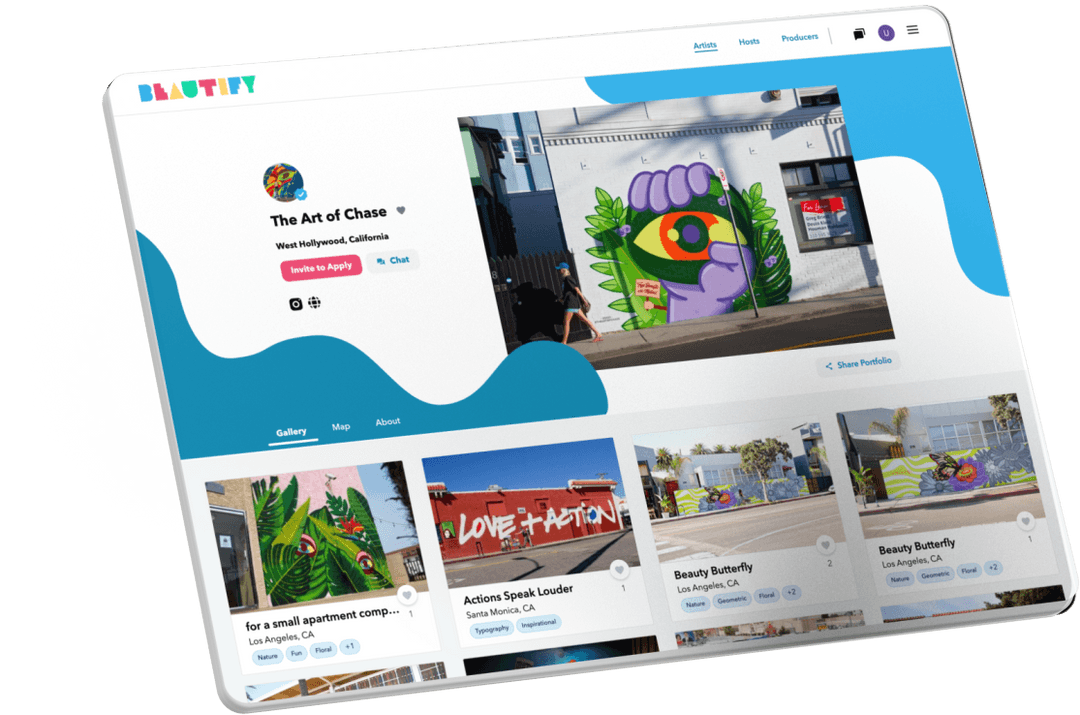 BEAUTIFY
Artists
Hosts
Producers
U
The Art of Chase
West Hollywood, California
Invite to Apply
Chat
For Lease
Share Portfolio
Gallery
Map
About
for a small apartment comp...
1
Los Angeles, CA
Nature
Fun
Floral
+1
LOVE + ACTION
Actions Speak Louder
1
Santa Monica, CA
Typography
Inspirational
Beauty Butterfly
2
Los Angeles, CA
Nature
Geometric
Floral
+2
Beauty Butterfly
1
Los Angeles, CA
Nature
Geometric
Floral
+2